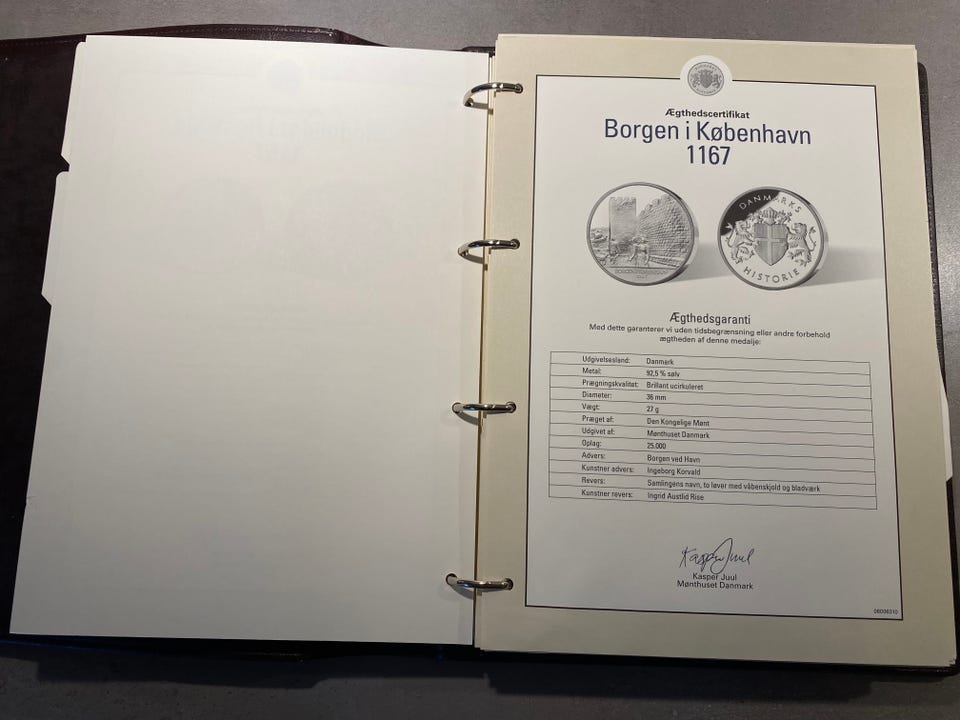 Ægthedscertifikat
Borgen i København
1167
DANMARKS
HISTORIE
Ægthedsgaranti
Med dette garanterer vi uden tidsbegrænsning eller andre forbehold
ægtheden af denne medalje:
Udgivelsesland: Danmark
Metal: 92,5 % sølv
Prægningskvalitet: Brillant ucirkuleret
Diameter: 36 mm
Vægt: 27 g
Præget af: Den Kongelige Mønt
Udgivet af: Mønthuset Danmark
Oplag: 25.000
Advers: Borgen ved Havn
Kunstner advers: Ingeborg Korvald
Revers: Samlingens navn, to løver med våbenskjold og bladværk
Kunstner revers: Ingrid Austlid Rise
Kasper Juul
Kasper Juul
Mønthuset Danmark